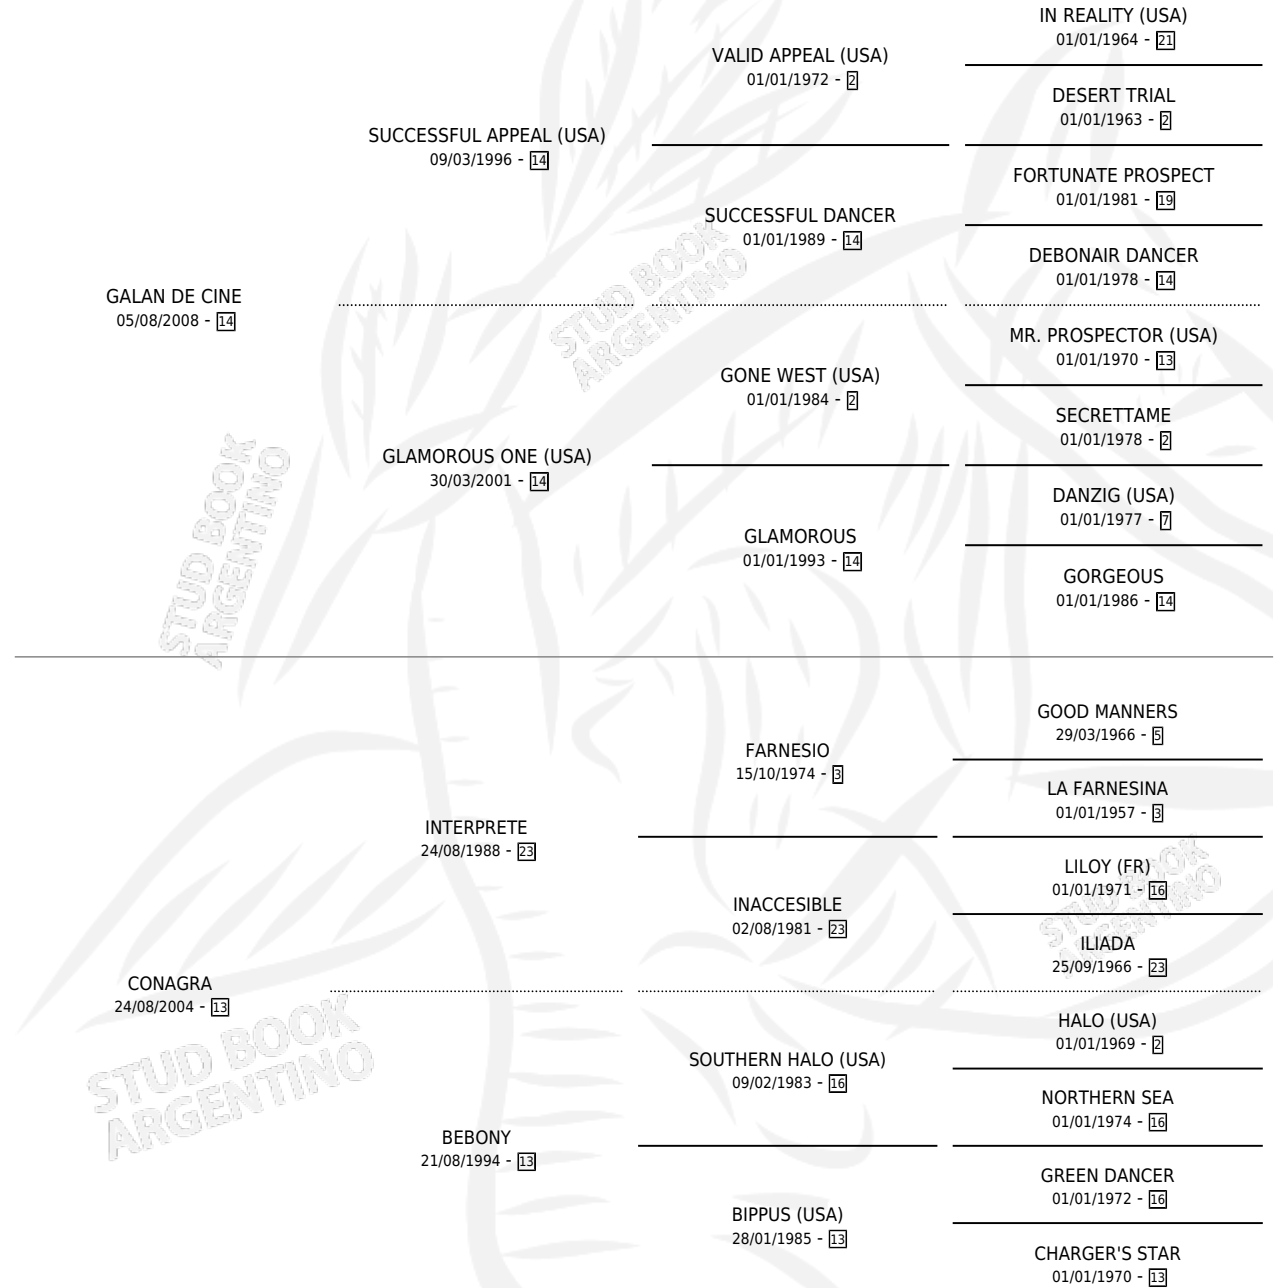 IN REALITY (USA)
01/01/1964 - 21
VALID APPEAL (USA)
01/01/1972 - 2
DESERT TRIAL
01/01/1963 - 2
SUCCESSFUL APPEAL (USA)
09/03/1996 - 14
FORTUNATE PROSPECT
01/01/1981 - 19
SUCCESSFUL DANCER
01/01/1989 - 14
DEBONAIR DANCER
01/01/1978 - 14
GALAN DE CINE
05/08/2008 - 14
STUD BOOK
ARGENTINO
MR. PROSPECTOR (USA)
01/01/1970 - 13
GONE WEST (USA)
01/01/1984 - 2
SECRETTAME
01/01/1978 - 2
GLAMOROUS ONE (USA)
30/03/2001 - 14
DANZIG (USA)
01/01/1977 - 7
GLAMOROUS
01/01/1993 - 14
GORGEOUS
01/01/1986 - 14
STUD BOOK
ARGENTINO
GOOD MANNERS
29/03/1966 - 5
FARNESIO
15/10/1974 - 3
LA FARNESINA
01/01/1957 - 3
INTERPRETE
24/08/1988 - 23
LILOY (FR)
01/01/1971 - 16
INACCESIBLE
02/08/1981 - 23
STUD BOOK
ARGENTINO
ILIADA
25/09/1966 - 23
CONAGRA
24/08/2004 - 13
HALO (USA)
01/01/1969 - 2
SOUTHERN HALO (USA)
09/02/1983 - 16
STUD BOOK
ARGENTINO
NORTHERN SEA
01/01/1974 - 16
BEBONY
21/08/1994 - 13
GREEN DANCER
01/01/1972 - 16
BIPPUS (USA)
28/01/1985 - 13
CHARGER'S STAR
01/01/1970 - 13